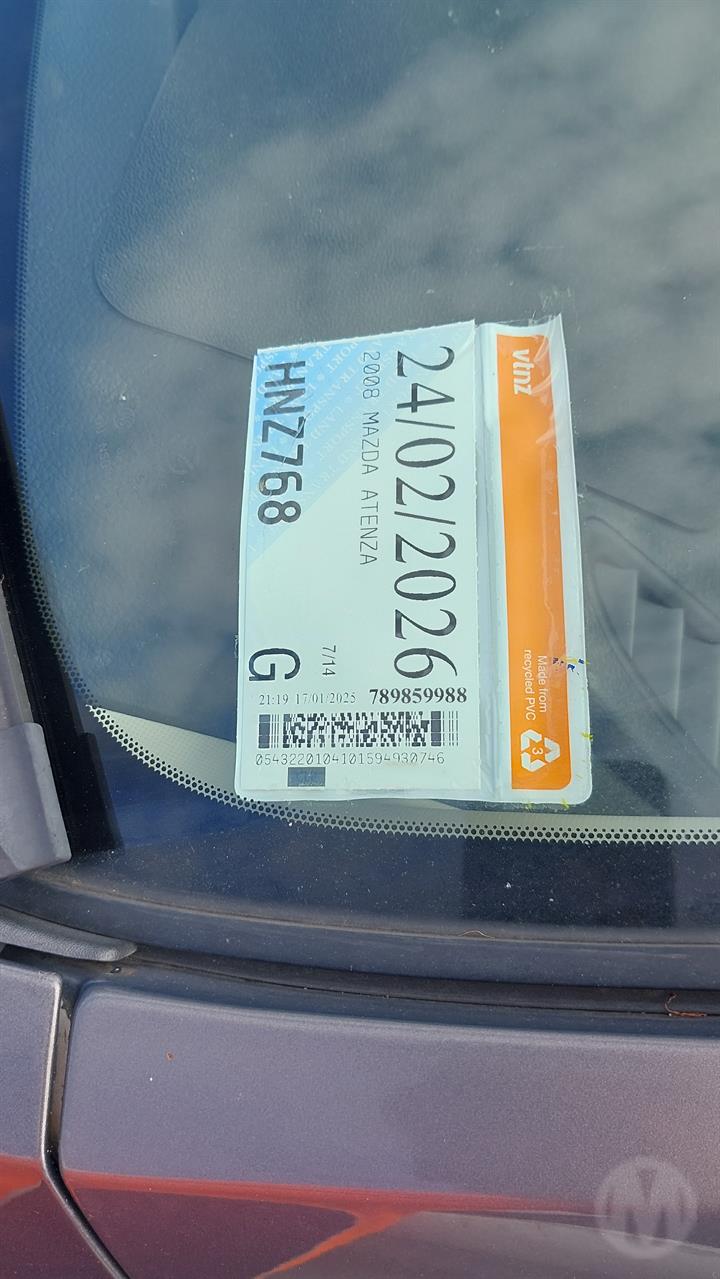 vtnz
Made from
recycled PVC
3
24/02/2026
2008 MAZDA ATENZA
HNZ768
7/14
G
21:19 17/01/2025 789859988
0543220104101594930746
M